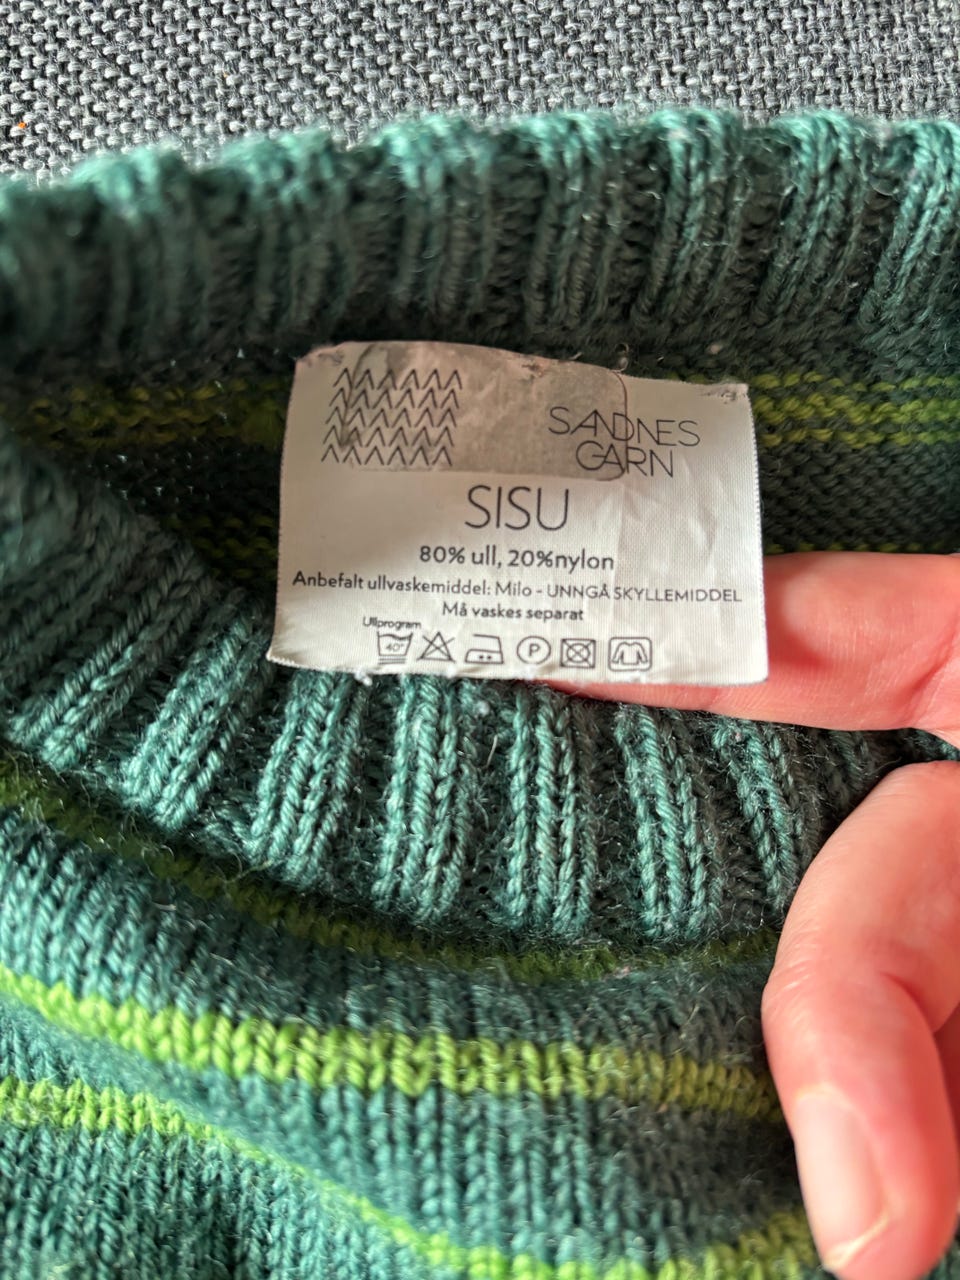 SANDNES
GARN
SISU
80% ull, 20%nylon
Anbefalt ullvaskemiddel: Milo - UNNGÅ SKYLLEMIDDEL
Må vaskes separat
Ullprogram
40°
P